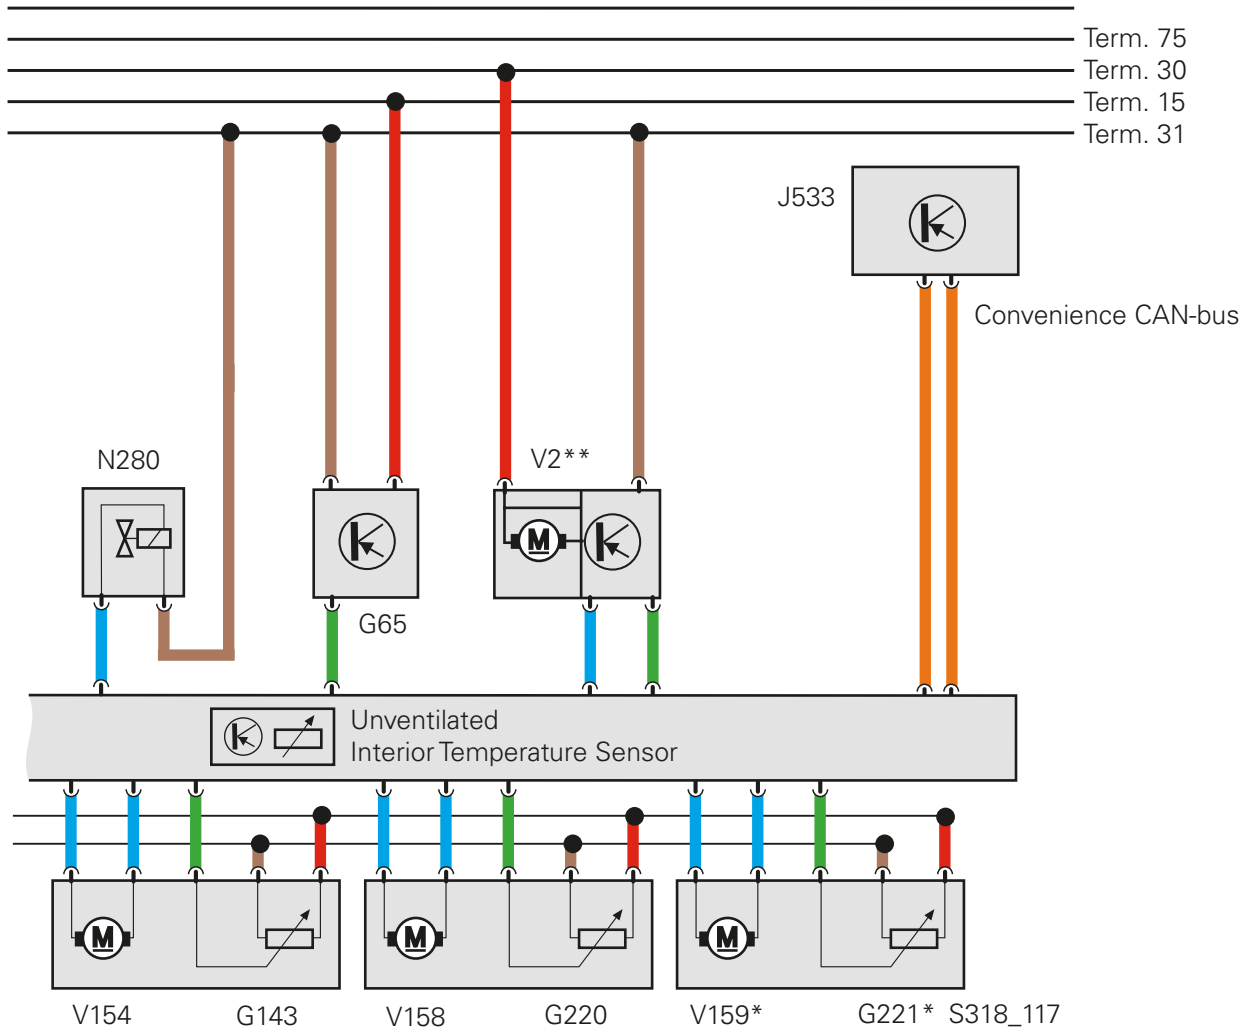 Term. 75
Term. 30
Term. 15
Term. 31
J533
Convenience CAN-bus
N280
V2**
M
G65
Unventilated
Interior Temperature Sensor
M
M
M
V154
G143
V158
G220
V159*
G221*
S318_117